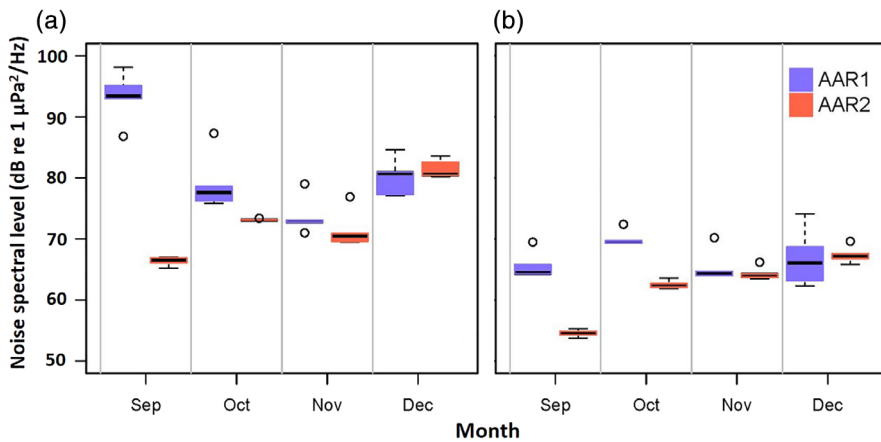 (a)
(b)
Noise spectral level (dB re 1 µPa²/Hz)
100
90
80
70
60
50
AAR1
AAR2
Sep Oct Nov Dec
Sep Oct Nov Dec
Month